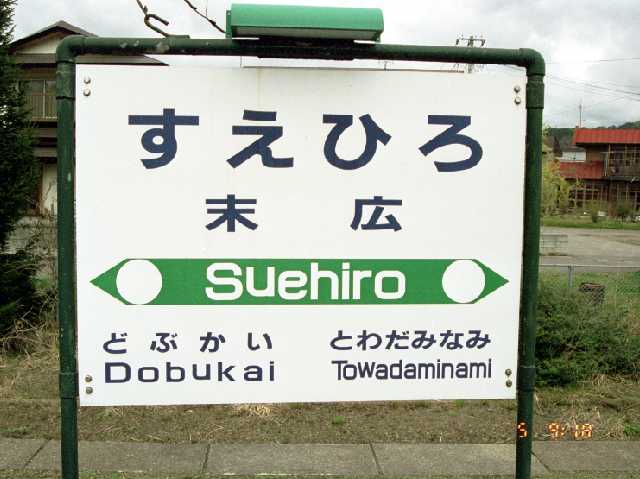 すえひろ
末広
Suehiro
どぶかい とわだみなみ
Dobukai Towadaminami
5 9:18